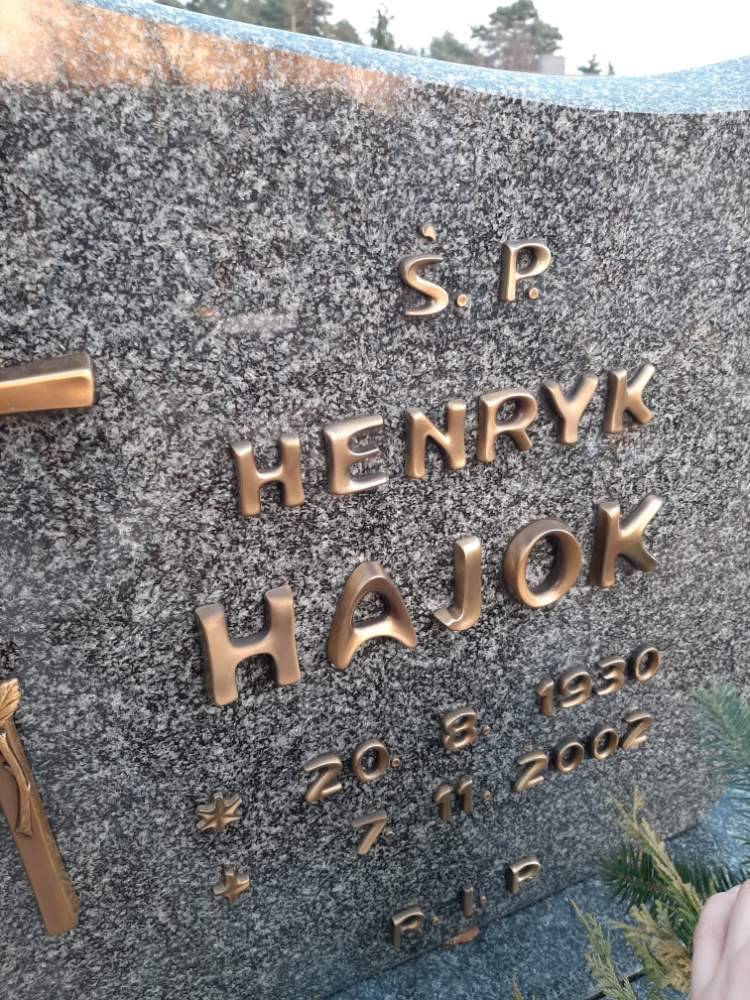 Ś. P.
HENRYK
HAJOK
* 20. 8. 1930
7. 11. 2002
R. I. P